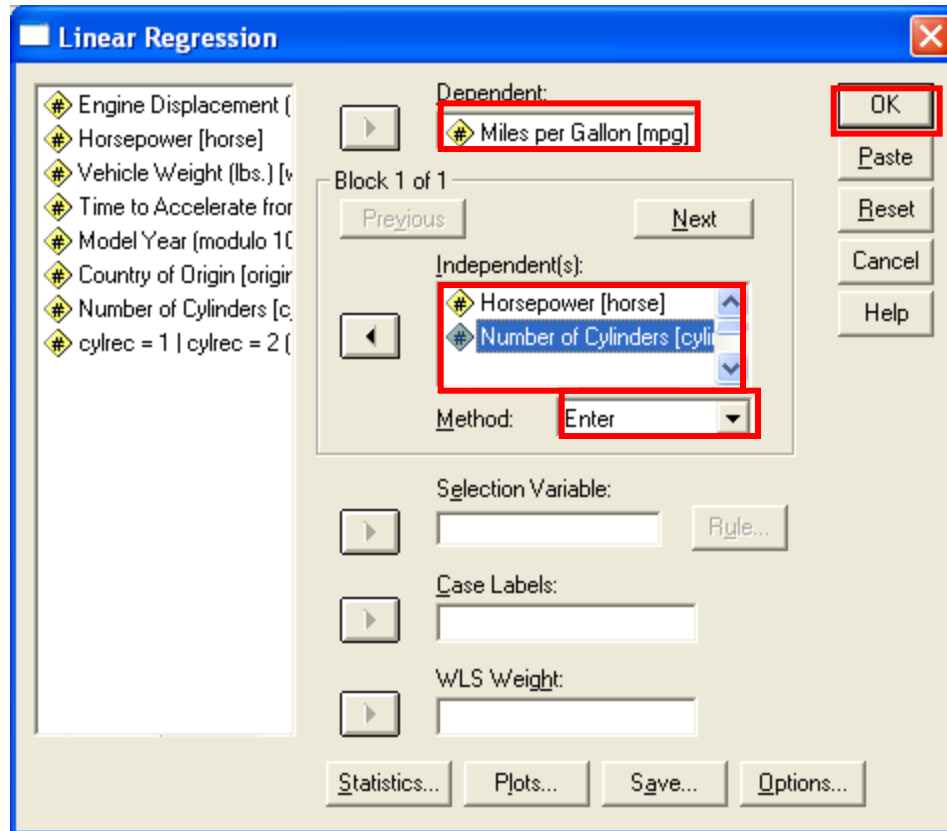 Linear Regression
# Engine Displacement (
# Horsepower [horse]
# Vehicle Weight (lbs.) [w
# Time to Accelerate fror
# Model Year (modulo 10
# Country of Origin [origin
# Number of Cylinders [c
# cylrec = 1 | cylrec = 2 (
Dependent:
# Miles per Gallon [mpg]
Block 1 of 1
Previous
Next
Independent(s):
# Horsepower [horse]
# Number of Cylinders [cylin
Method:
Enter
Selection Variable:
Rule...
Case Labels:
WLS Weight:
Statistics...
Plots...
Save...
Options...
OK
Paste
Reset
Cancel
Help